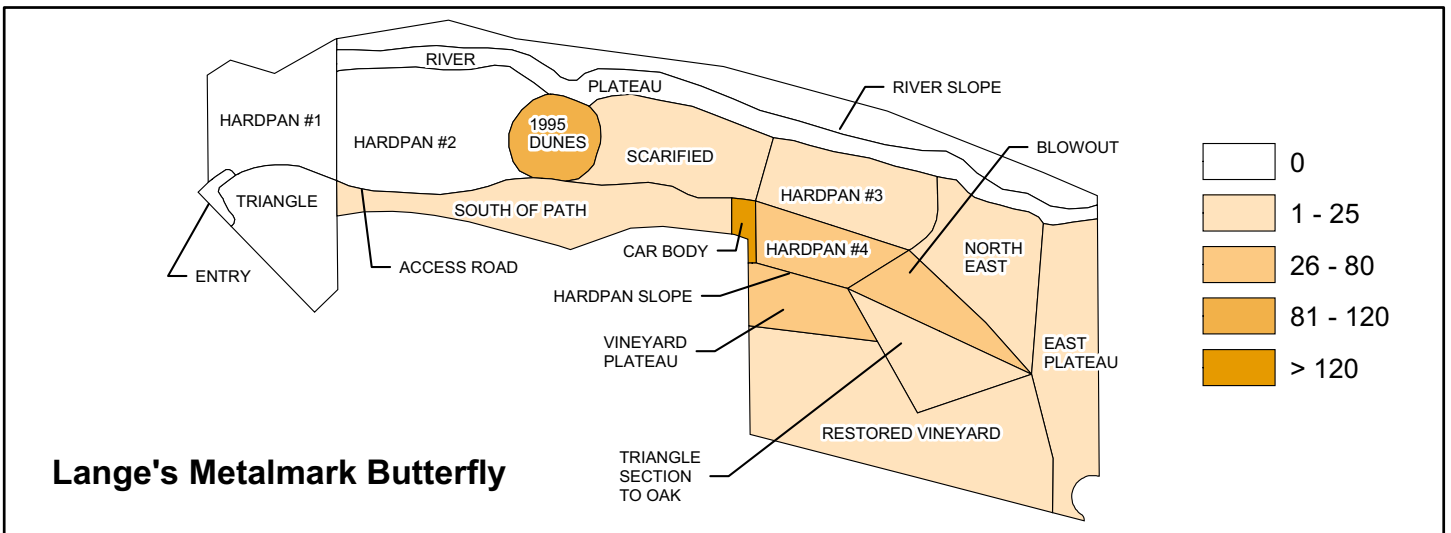 RIVER
PLATEAU
RIVER SLOPE
HARDPAN #1
1995
DUNES
HARDPAN #2
BLOWOUT
SCARIFIED
0
HARDPAN #3
TRIANGLE
SOUTH OF PATH
1 - 25
CAR BODY
HARDPAN #4
NORTH
EAST
ENTRY
ACCESS ROAD
26 - 80
HARDPAN SLOPE
81 - 120
VINEYARD
PLATEAU
EAST
PLATEAU
> 120
RESTORED VINEYARD
Lange's Metalmark Butterfly
TRIANGLE
SECTION
TO OAK